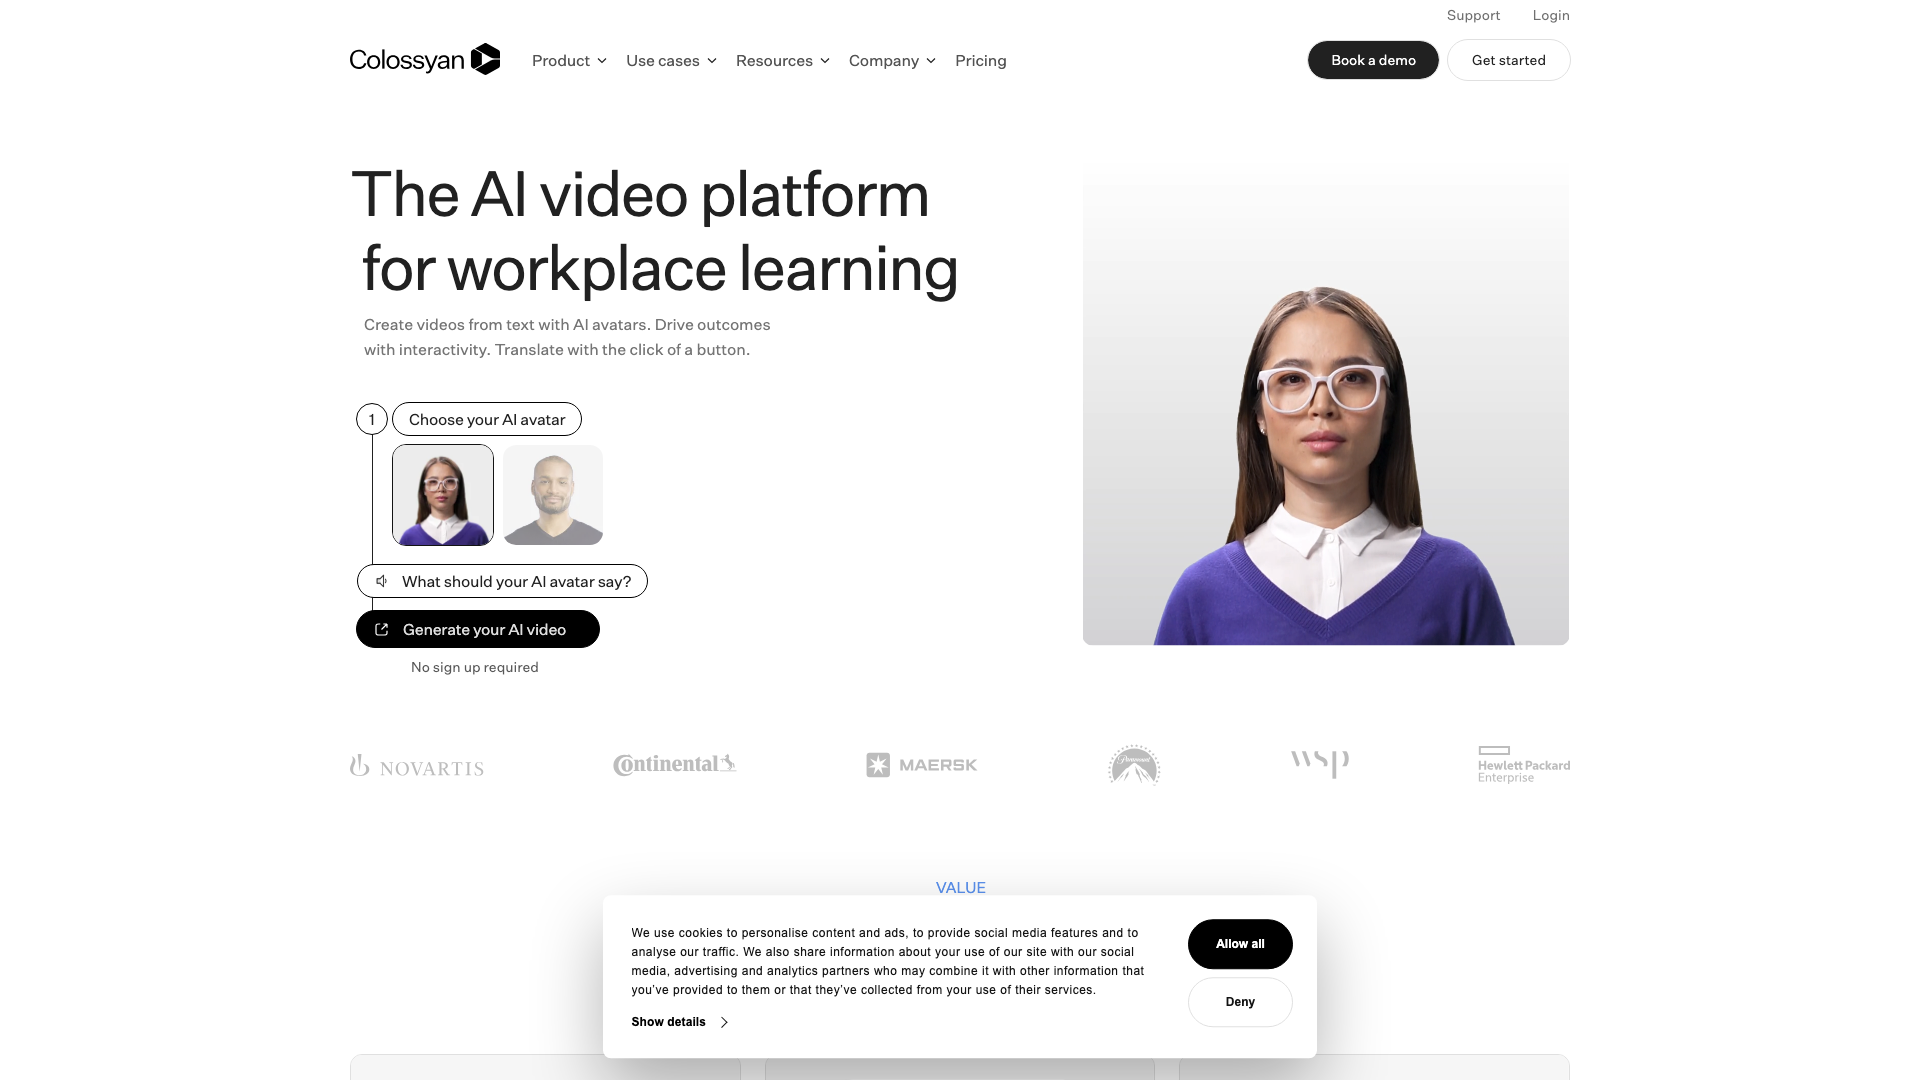 Support
Login
Colossyan
Product
Use cases
Resources
Company
Pricing
Book a demo
Get started
The AI video platform
for workplace learning
Create videos from text with AI avatars. Drive outcomes
with interactivity. Translate with the click of a button.
1
Choose your AI avatar
What should your AI avatar say?
Generate your AI video
No sign up required
NOVARTIS
Continental
MAERSK
Paramount
wsp
Hewlett Packard
Enterprise
VALUE
We use cookies to personalise content and ads, to provide social media features and to
analyse our traffic. We also share information about your use of our site with our social
media, advertising and analytics partners who may combine it with other information that
you've provided to them or that they've collected from your use of their services.
Show details
Allow all
Deny